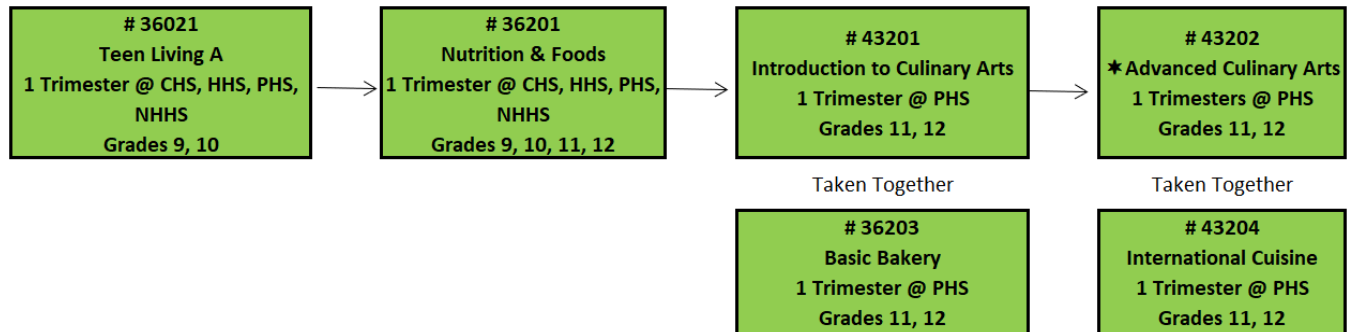 # 36021
Teen Living A
1 Trimester @ CHS, HHS, PHS,
NHHS
Grades 9, 10
# 36201
Nutrition & Foods
1 Trimester @ CHS, HHS, PHS,
NHHS
Grades 9, 10, 11, 12
# 43201
Introduction to Culinary Arts
1 Trimester @ PHS
Grades 11, 12
# 43202
✶Advanced Culinary Arts
1 Trimesters @ PHS
Grades 11, 12
Taken Together
Taken Together
# 36203
Basic Bakery
1 Trimester @ PHS
Grades 11, 12
# 43204
International Cuisine
1 Trimester @ PHS
Grades 11, 12